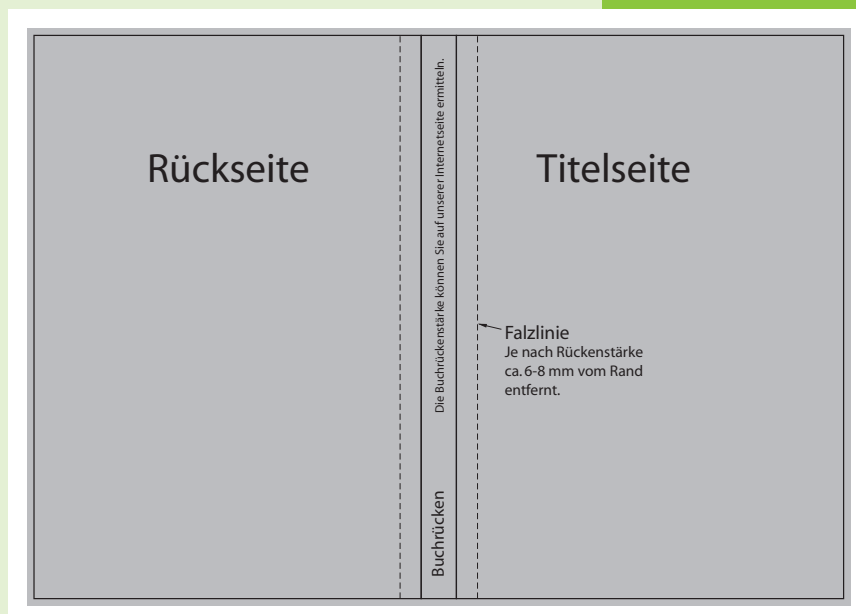 Rückseite
Die Buchrückenstärke können Sie auf unserer Internetseite ermitteln.
Buchrücken
Titelseite
Falzlinie
Je nach Rückenstärke
ca. 6-8 mm vom Rand
entfernt.